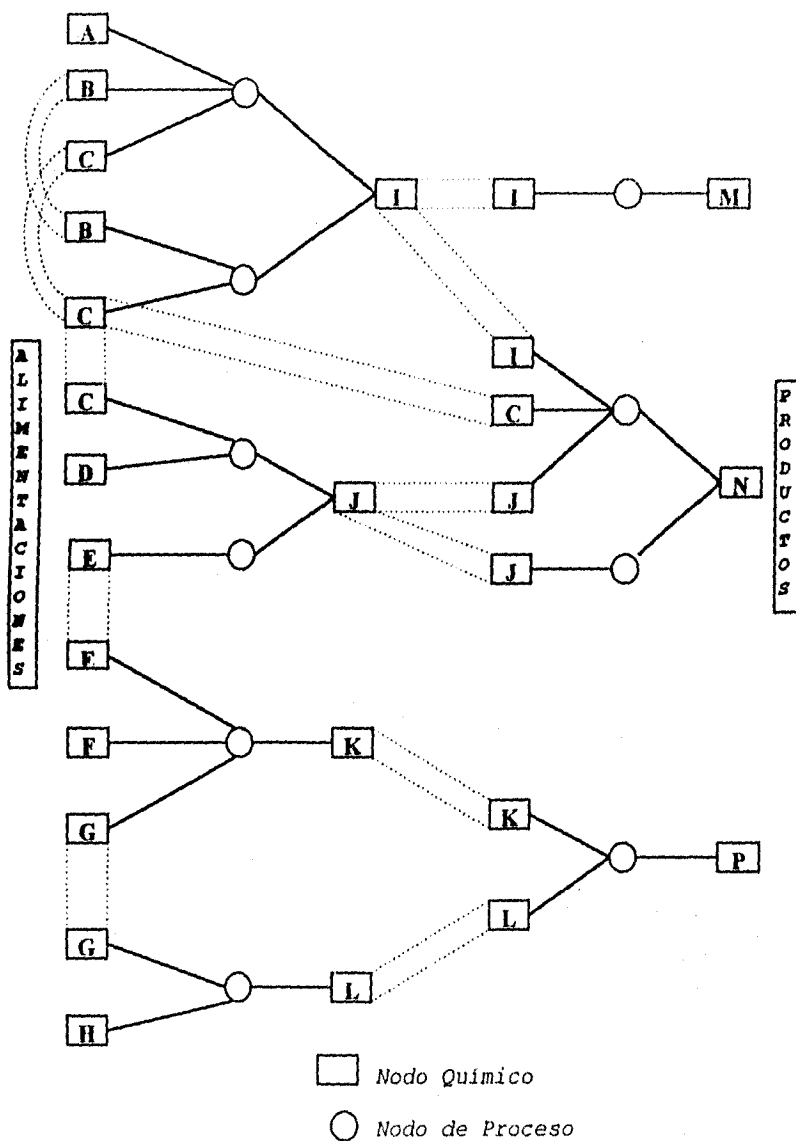 A
B
C
B
C
C
D
E
E
F
G
G
H
I
J
K
L
I
I
C
J
J
K
L
M
N
P
ALIMENTACIONES
PRODUCTOS
Nodo Químico
Nodo de Proceso